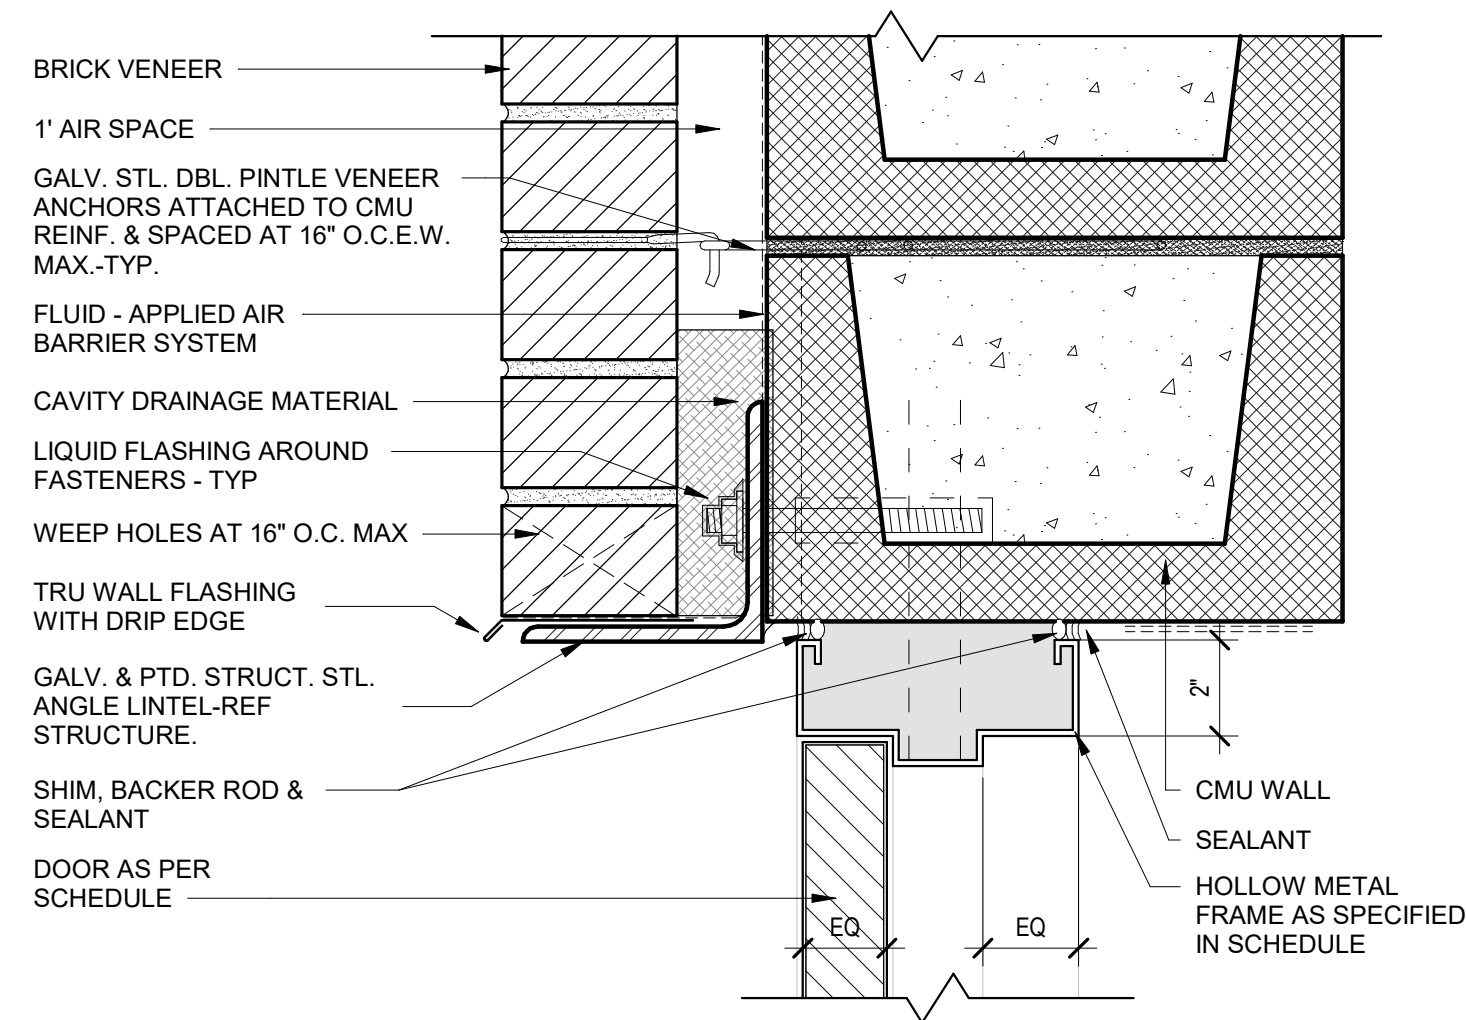 BRICK VENEER
1' AIR SPACE
GALV. STL. DBL. PINTLE VENEER
ANCHORS ATTACHED TO CMU
REINF. & SPACED AT 16" O.C.E.W.
MAX.-TYP.
FLUID - APPLIED AIR
BARRIER SYSTEM
CAVITY DRAINAGE MATERIAL
LIQUID FLASHING AROUND
FASTENERS - TYP
WEEP HOLES AT 16" O.C. MAX
TRU WALL FLASHING
WITH DRIP EDGE
GALV. & PTD. STRUCT. STL.
ANGLE LINTEL-REF
STRUCTURE.
SHIM, BACKER ROD &
SEALANT
DOOR AS PER
SCHEDULE
EQ
EQ
2"
CMU WALL
SEALANT
HOLLOW METAL
FRAME AS SPECIFIED
IN SCHEDULE